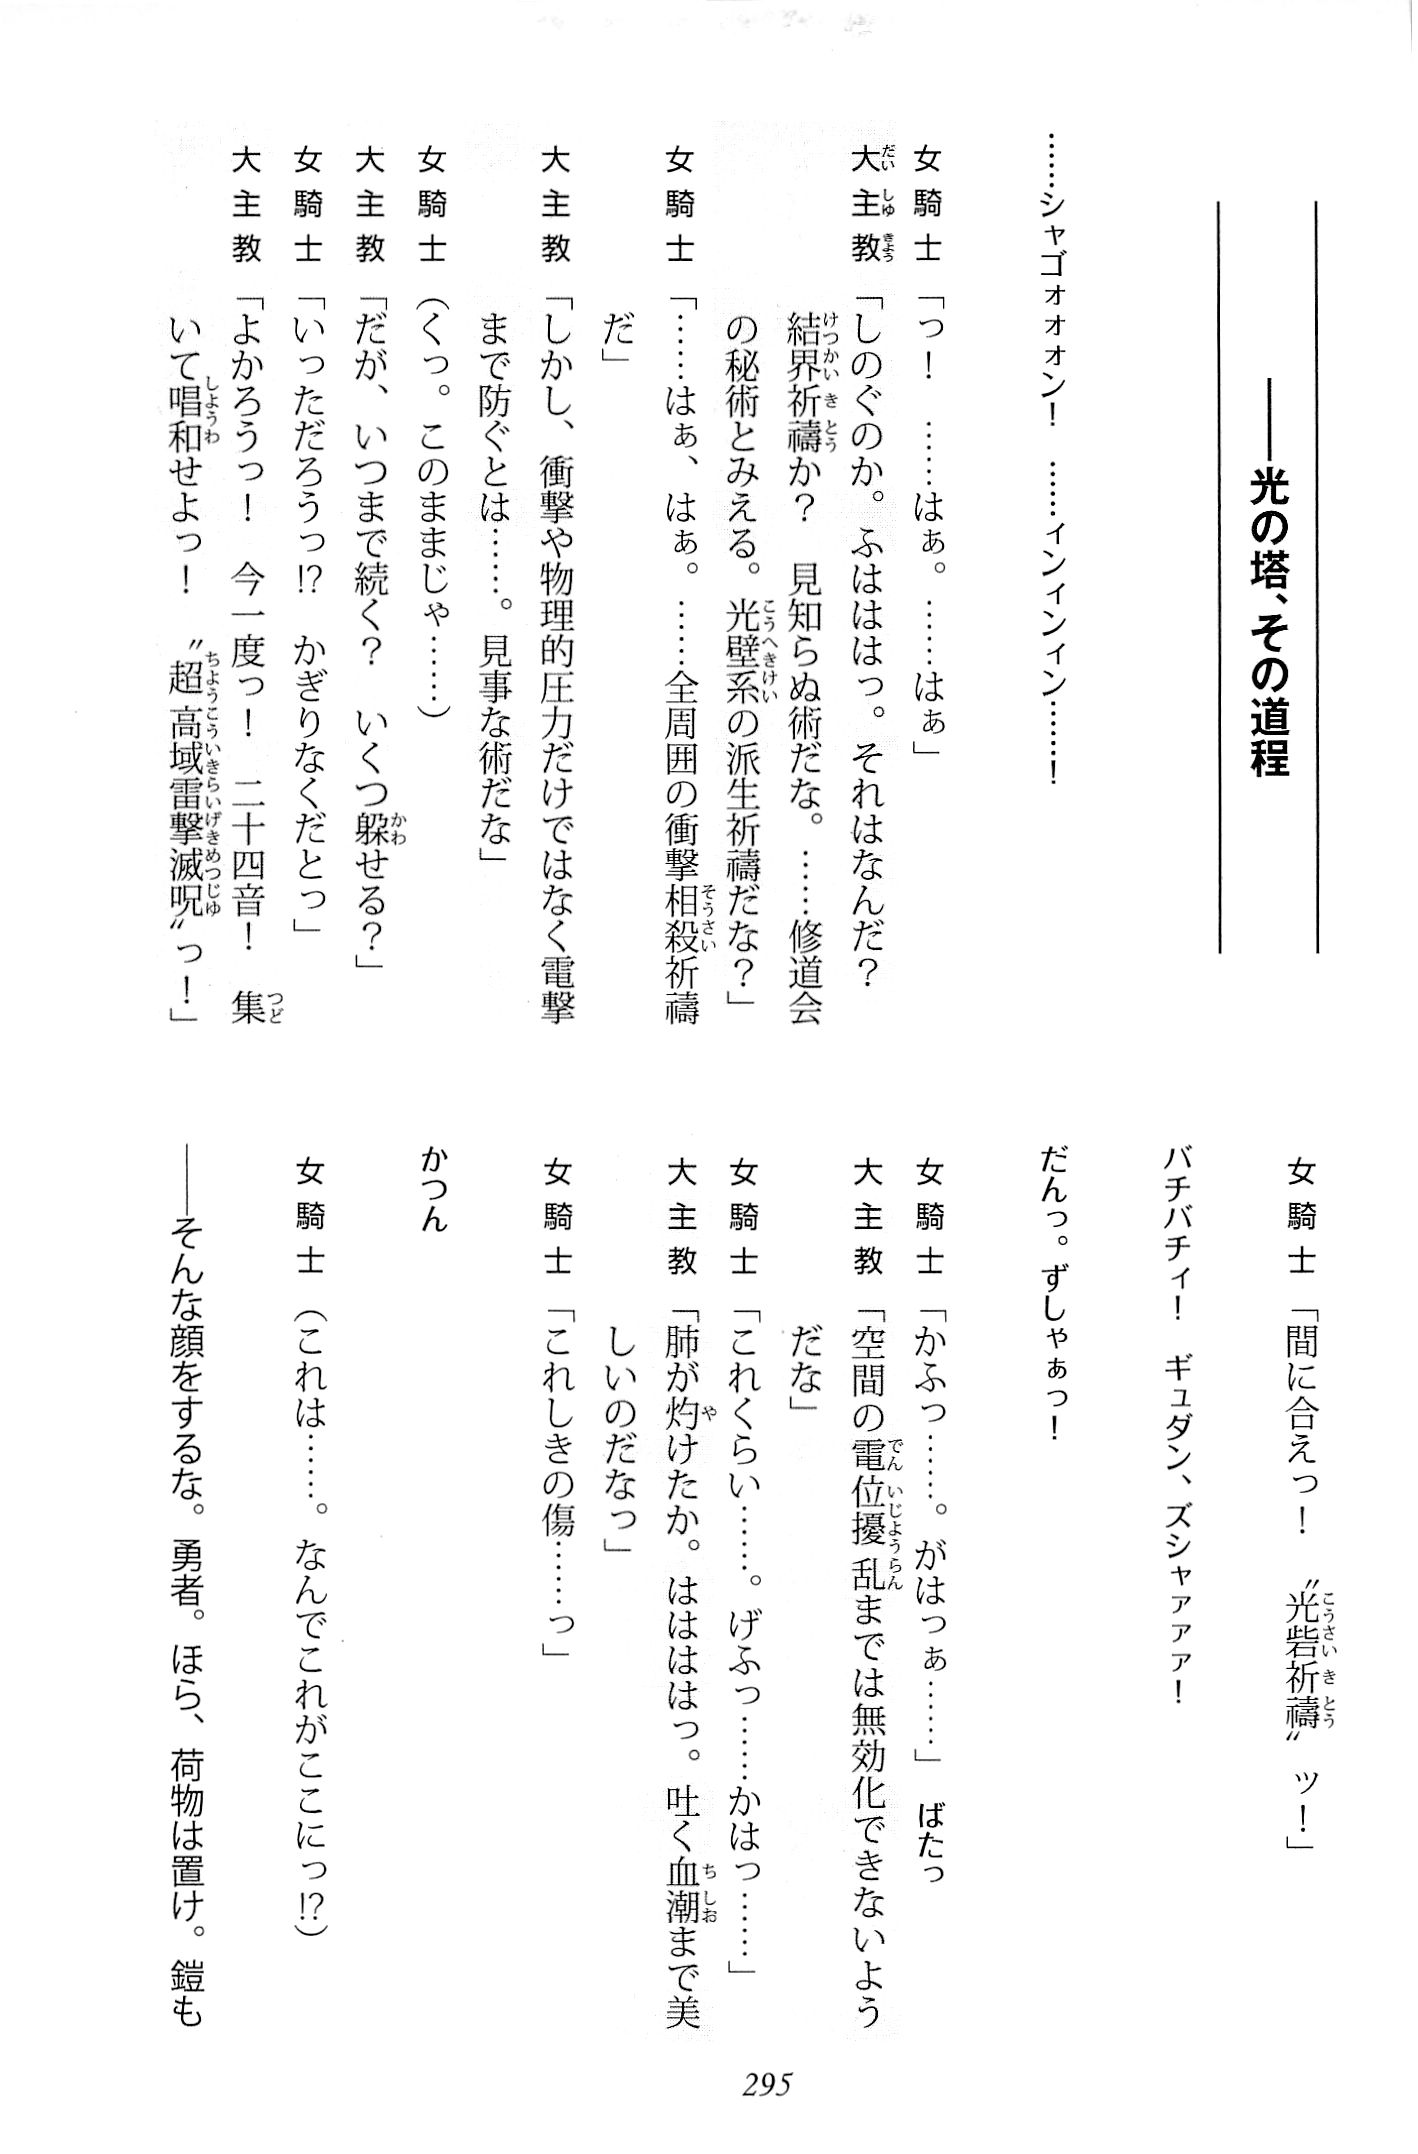 ――光の塔、その道程
……シャゴォォォン！　……ィンィンィン……！
女騎士「っ！　……はぁ。……はぁ」
大主教「しのぐのか。ふはははっ。それはなんだ？
結界祈禱か？　見知らぬ術だな。……修道会
の秘術とみえる。光壁系の派生祈禱だな？」
女騎士「……はぁ、はぁ。……全周囲の衝撃相殺祈禱
だ」
大主教「しかし、衝撃や物理的圧力だけではなく電撃
まで防ぐとは……。見事な術だな」
女騎士（くっ。このままじゃ……）
大主教「だが、いつまで続く？　いくつ躱せる？」
女騎士「いっただろうっ!?　かぎりなくだとっ」
大主教「よかろうっ！　今一度っ！　二十四音！　集
いて唱和せよっ！　〝超高域雷撃滅呪〟っ！」
女騎士「間に合えっ！　〝光砦祈禱〟ッ！」
バチバチィ！　ギュダン、ズシャァァァ！
だんっ。ずしゃぁっ！
女騎士「かふっ……。がはっぁ……」ばたっ
大主教「空間の電位擾乱までは無効化できないよう
だな」
女騎士「これくらい……。げふっ……かはっ……」
大主教「肺が灼けたか。ははははっ。吐く血潮まで美
しいのだなっ」
女騎士「これしきの傷……っ」
かつん
女騎士（これは……。なんでこれがここにっ!?）
――そんな顔をするな。勇者。ほら、荷物は置け。鎧も
295